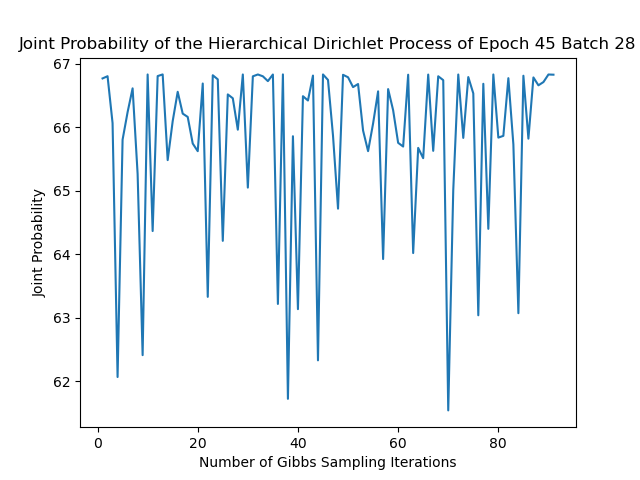 Joint Probability of the Hierarchical Dirichlet Process of Epoch 45 Batch 28
67
66
65
64
63
62
Joint Probability
0 20 40 60 80
Number of Gibbs Sampling Iterations